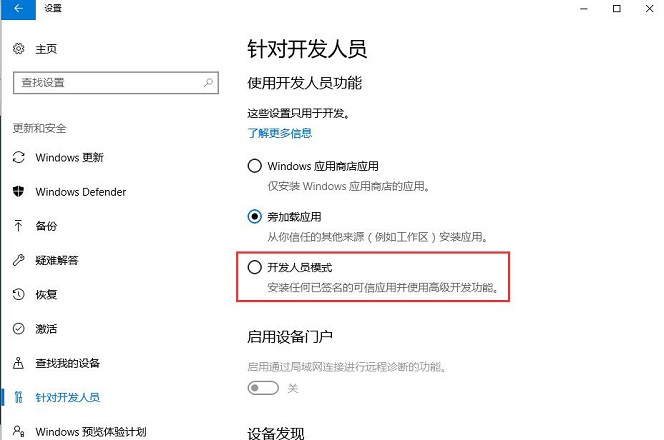 设置
主页
查找设置
更新和安全
Windows 更新
Windows Defender
备份
疑难解答
恢复
激活
查找我的设备
针对开发人员
Windows 预览体验计划
针对开发人员
使用开发人员功能
这些设置只用于开发。
了解更多信息
Windows 应用商店应用
仅安装 Windows 应用商店的应用。
旁加载应用
从你信任的其他来源（例如工作区）安装应用。
开发人员模式
安装任何已签名的可信应用并使用高级开发功能。
启用设备门户
启用通过局域网连接进行远程诊断的功能。
关
设备发现